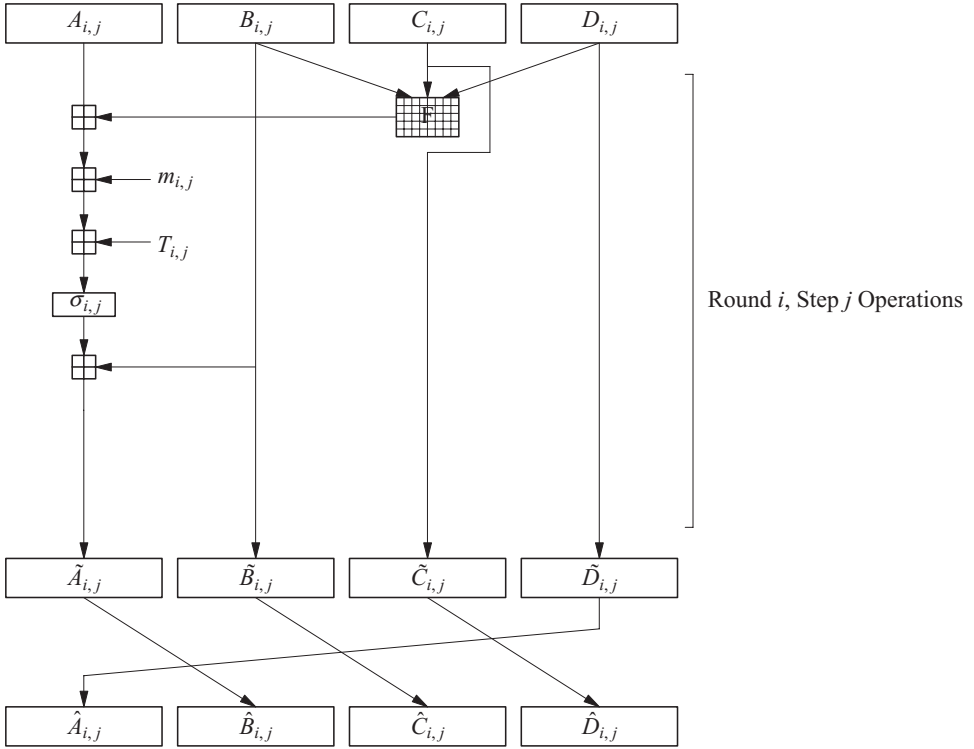 A_{i,j} B_{i,j} C_{i,j} D_{i,j}
F
m_{i,j}
T_{i,j}
σ_{i,j}
Round i, Step j Operations
Ã_{i,j} B̃_{i,j} C̃_{i,j} D̃_{i,j}
Â_{i,j} B̂_{i,j} Ĉ_{i,j} D̂_{i,j}